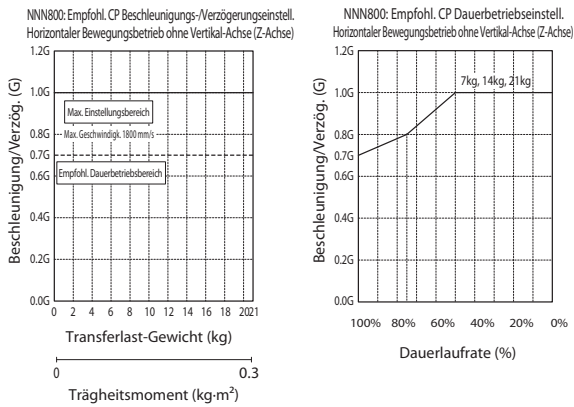 NNN800: Empfohl. CP Beschleunigungs-/Verzögerungseinstell.
Horizontaler Bewegungsbetrieb ohne Vertikal-Achse (Z-Achse)
Beschleunigung/Verzög. (G)
1.2G
1.0G
0.8G
0.7G
0.6G
0.4G
0.2G
0.0G
Max. Einstellungsbereich
Max. Geschwindigk. 1800 mm/s
Empfohl. Dauerbetriebsbereich
0 2 4 6 8 10 12 14 16 18 20 21
Transferlast-Gewicht (kg)
0 0.3
Trägheitsmoment (kg·m²)
NNN800: Empfohl. CP Dauerbetriebseinstell.
Horizontaler Bewegungsbetrieb ohne Vertikal-Achse (Z-Achse)
Beschleunigung/Verzög. (G)
1.2G
1.0G
0.8G
0.7G
0.6G
0.4G
0.2G
0.0G
7kg, 14kg, 21kg
100% 80% 60% 40% 20% 0%
Dauerlaufrate (%)